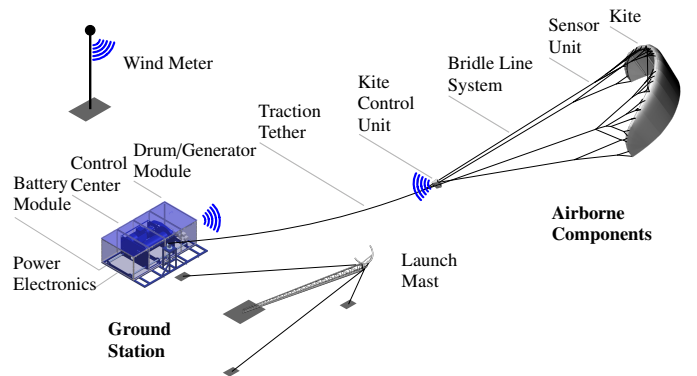 Kite
Sensor
Unit
Bridle Line
System
Kite
Control
Unit
Wind Meter
Traction
Tether
Drum/Generator
Module
Control
Center
Battery
Module
Power
Electronics
Ground
Station
Launch
Mast
Airborne
Components